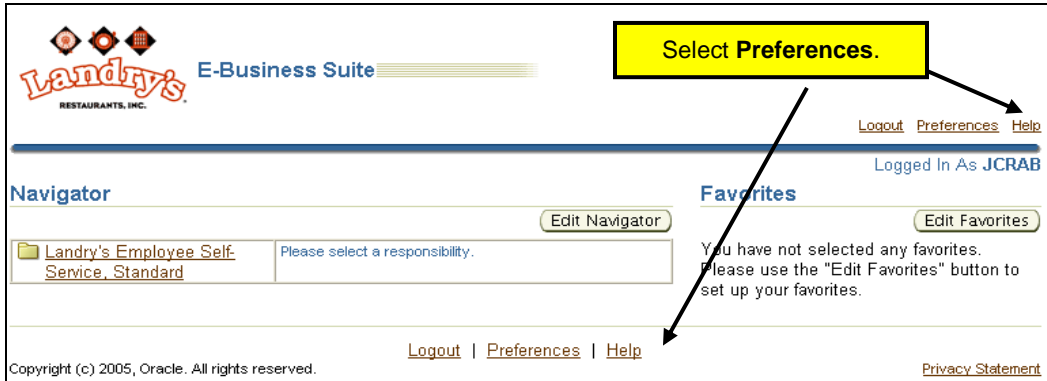 Landry's
RESTAURANTS, INC.
E-Business Suite
Select Preferences.
Logout Preferences Help
Logged In As JCRAB
Navigator
Edit Navigator
Landry's Employee Self-
Service, Standard
Please select a responsibility.
Favorites
Edit Favorites
You have not selected any favorites.
Please use the "Edit Favorites" button to
set up your favorites.
Logout | Preferences | Help
Copyright (c) 2005, Oracle. All rights reserved.
Privacy Statement